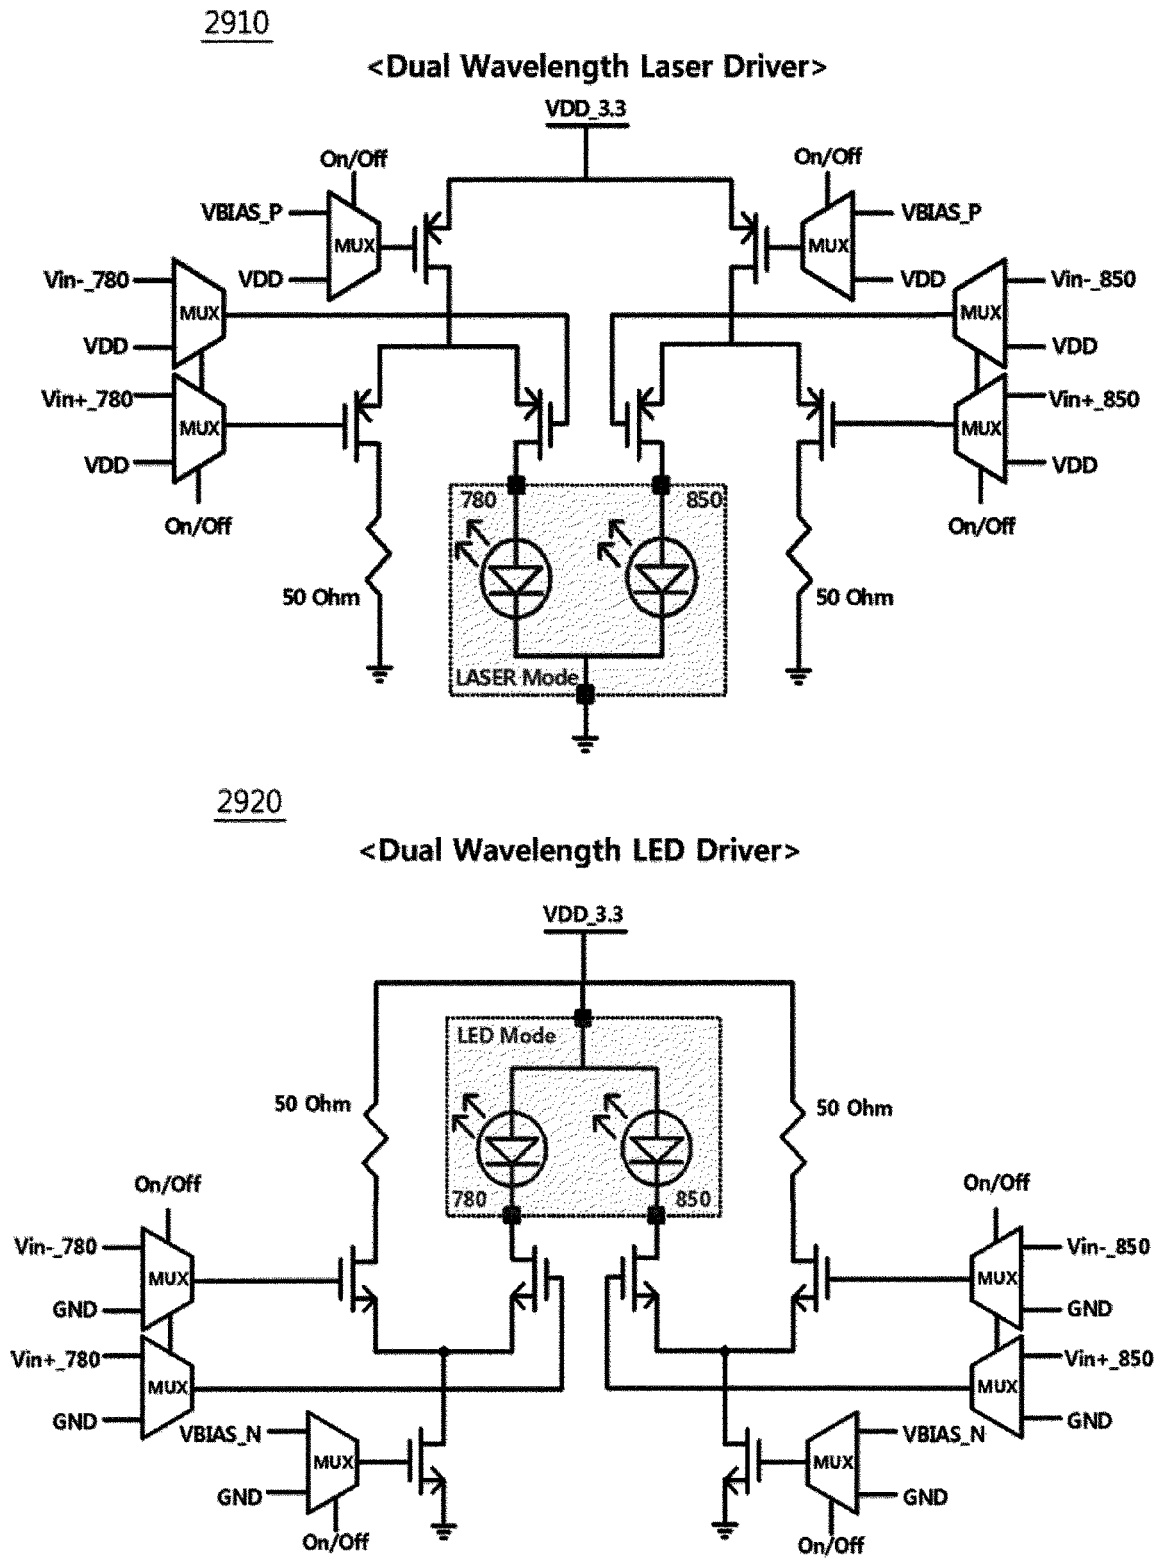 2910
<Dual Wavelength Laser Driver>
VDD_3.3
On/Off
On/Off
VBIAS_P
MUX
MUX
VBIAS_P
VDD
VDD
Vin-_780
MUX
MUX
Vin-_850
VDD
VDD
Vin+_780
MUX
MUX
Vin+_850
VDD
VDD
On/Off
On/Off
780
850
50 Ohm
50 Ohm
LASER Mode
2920
<Dual Wavelength LED Driver>
VDD_3.3
LED Mode
50 Ohm
50 Ohm
780
850
On/Off
On/Off
Vin-_780
MUX
MUX
Vin-_850
GND
GND
Vin+_780
MUX
MUX
Vin+_850
GND
GND
VBIAS_N
MUX
MUX
VBIAS_N
GND
GND
On/Off
On/Off